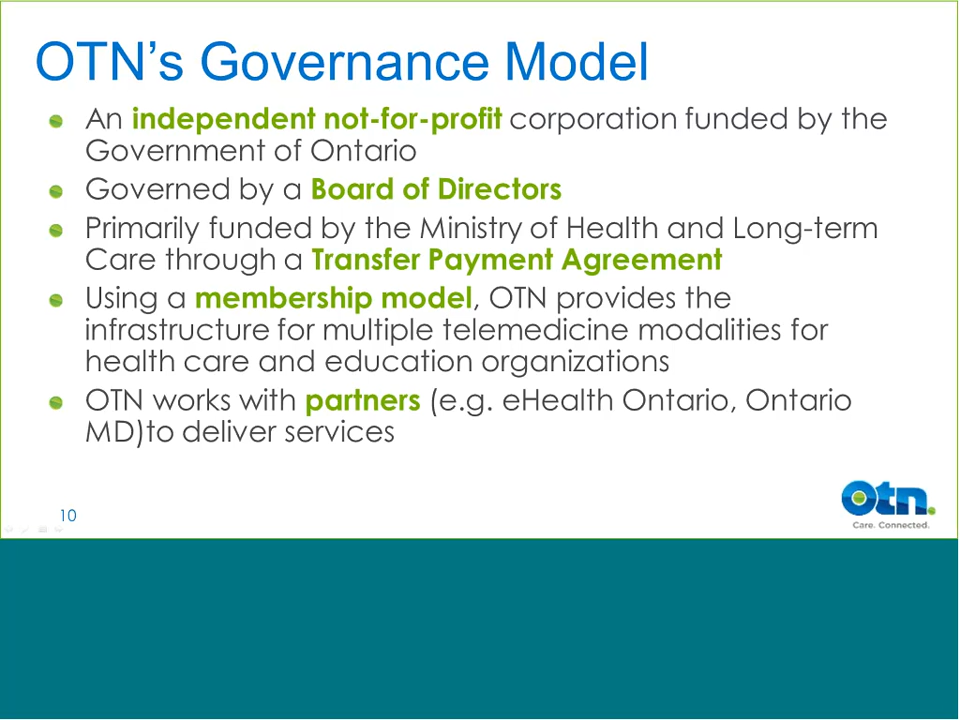 OTN’s Governance Model
An independent not-for-profit corporation funded by the
Government of Ontario
Governed by a Board of Directors
Primarily funded by the Ministry of Health and Long-term
Care through a Transfer Payment Agreement
Using a membership model, OTN provides the
infrastructure for multiple telemedicine modalities for
health care and education organizations
OTN works with partners (e.g. eHealth Ontario, Ontario
MD)to deliver services
10
otn.
Care. Connected.